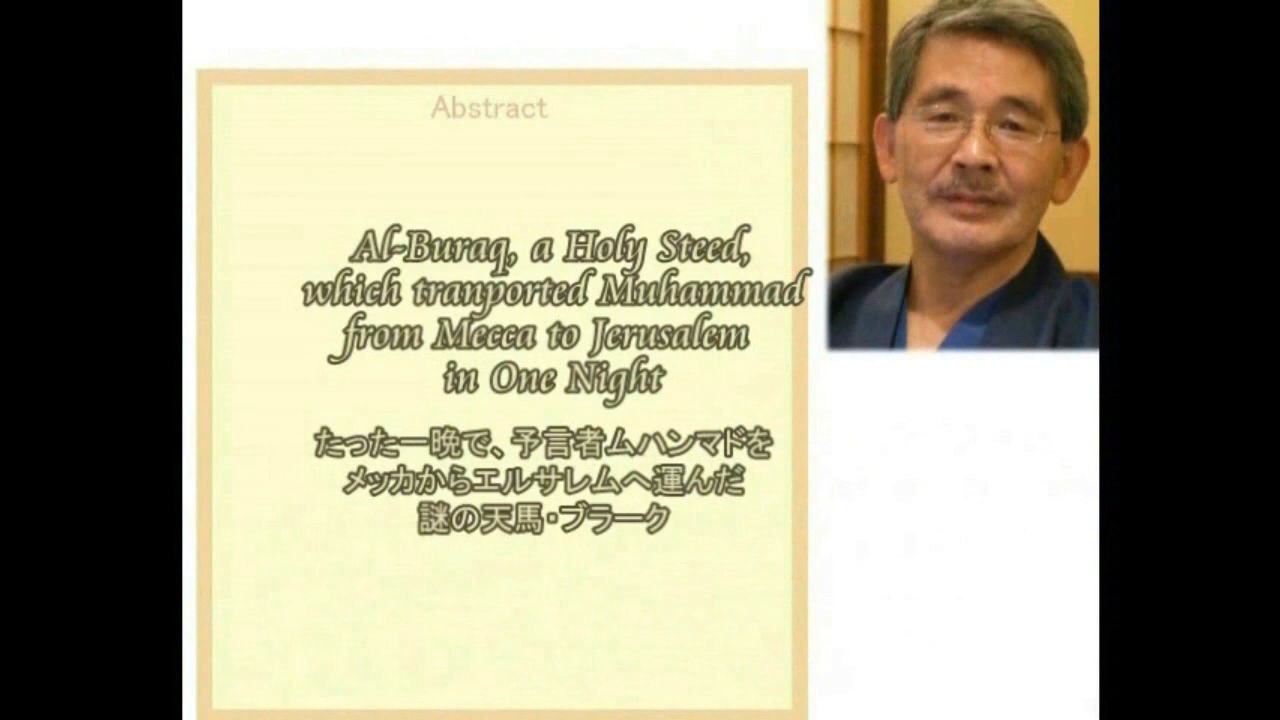 Abstract
Al-Buraq, a Holy Steed,
which tranported Muhammad
from Mecca to Jerusalem
in One Night
たった一晩で、予言者ムハンマドを
メッカからエルサレムへ運んだ
謎の天馬・ブラーク